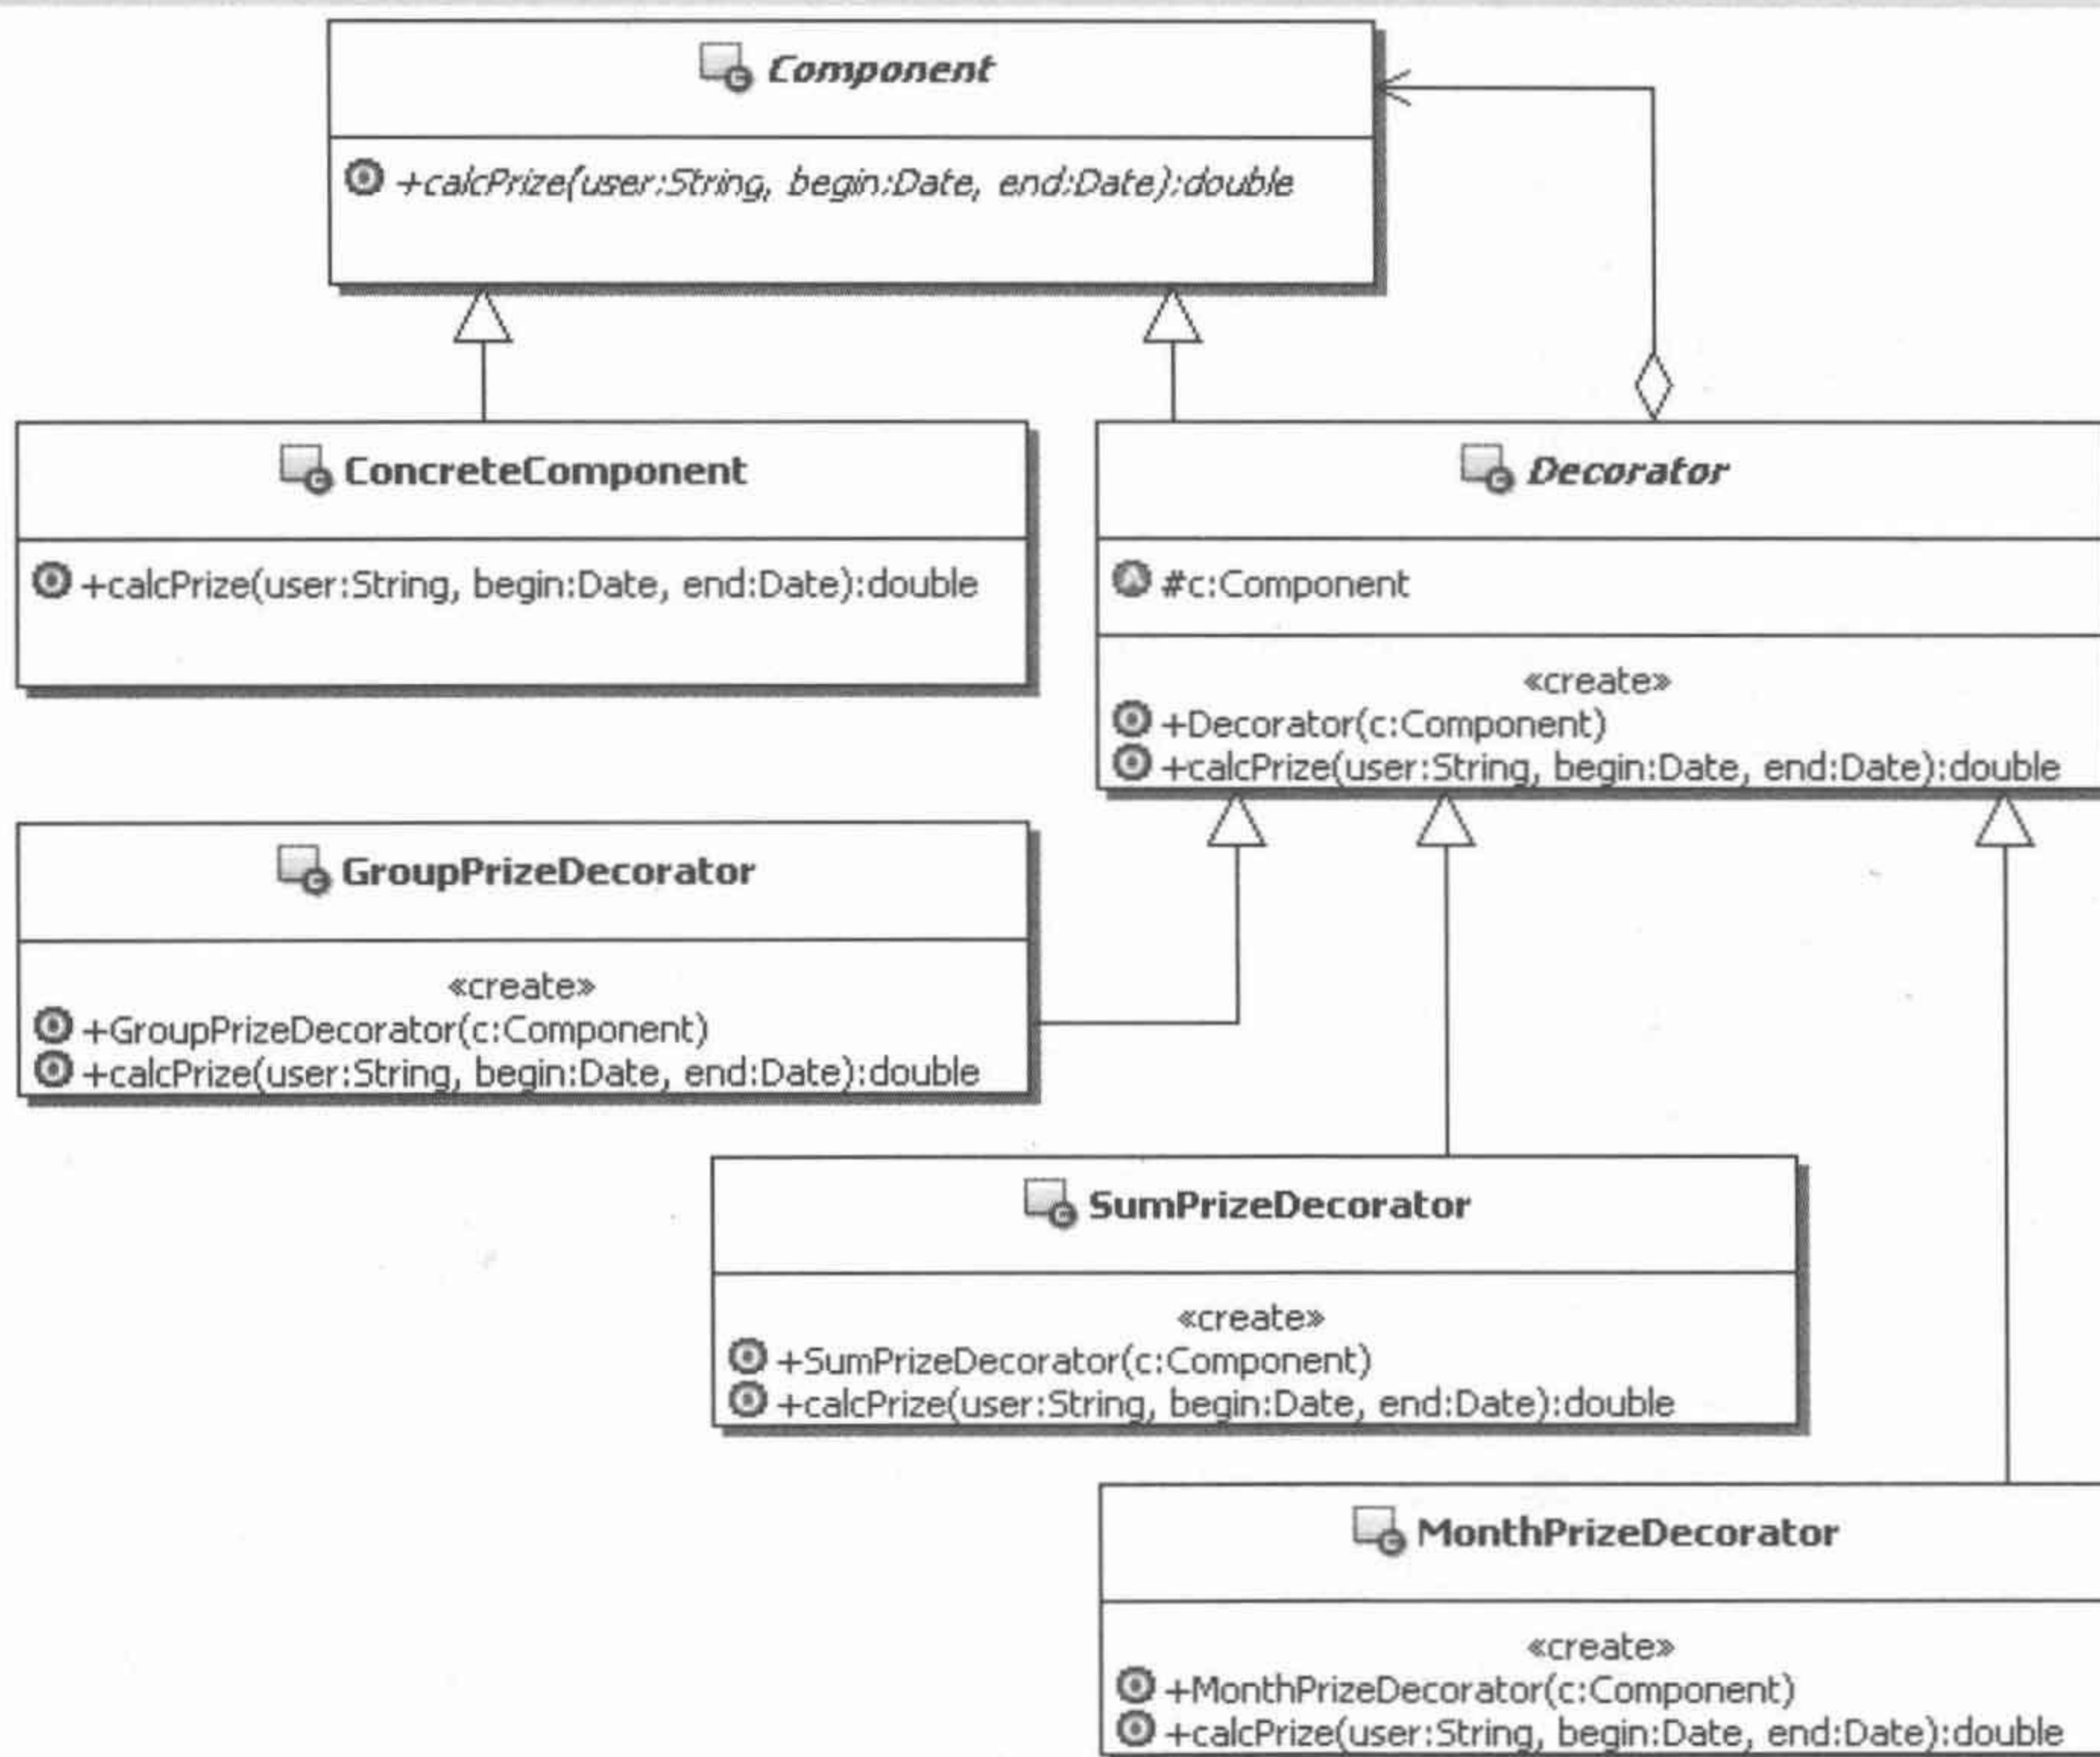 Component
+calcPrize(user:String, begin:Date, end:Date):double
ConcreteComponent
+calcPrize(user:String, begin:Date, end:Date):double
Decorator
#c:Component
«create»
+Decorator(c:Component)
+calcPrize(user:String, begin:Date, end:Date):double
GroupPrizeDecorator
«create»
+GroupPrizeDecorator(c:Component)
+calcPrize(user:String, begin:Date, end:Date):double
SumPrizeDecorator
«create»
+SumPrizeDecorator(c:Component)
+calcPrize(user:String, begin:Date, end:Date):double
MonthPrizeDecorator
«create»
+MonthPrizeDecorator(c:Component)
+calcPrize(user:String, begin:Date, end:Date):double